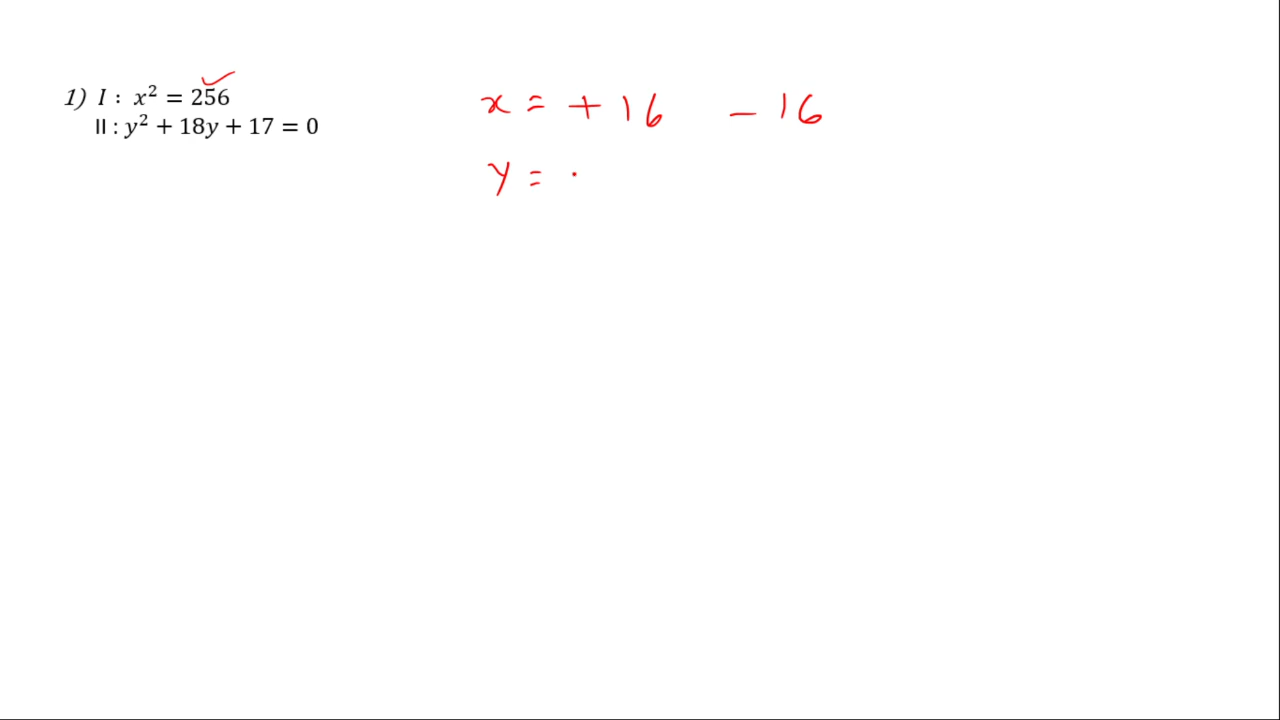 1) I : x² = 256
II : y² + 18y + 17 = 0
x = + 16 - 16
y = .